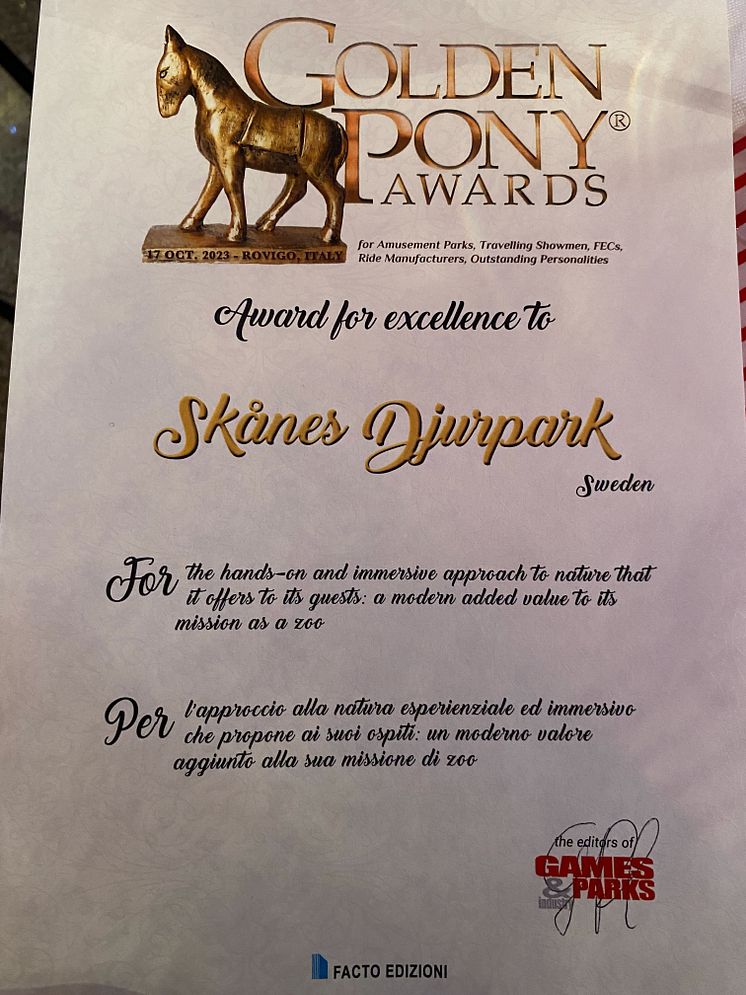 GOLDEN
PONY®
AWARDS
17 OCT. 2023 - ROVIGO, ITALY
for Amusement Parks, Travelling Showmen, FECs,
Ride Manufacturers, Outstanding Personalities
Award for excellence to
Skånes Djurpark
Sweden
For the hands-on and immersive approach to nature that
it offers to its guests: a modern added value to its
mission as a zoo
Per l'approccio alla natura esperienziale ed immersivo
che propone ai suoi ospiti: un moderno valore
aggiunto alla sua missione di zoo
the editors of
GAMES
& PARKS
industry
FACTO EDIZIONI